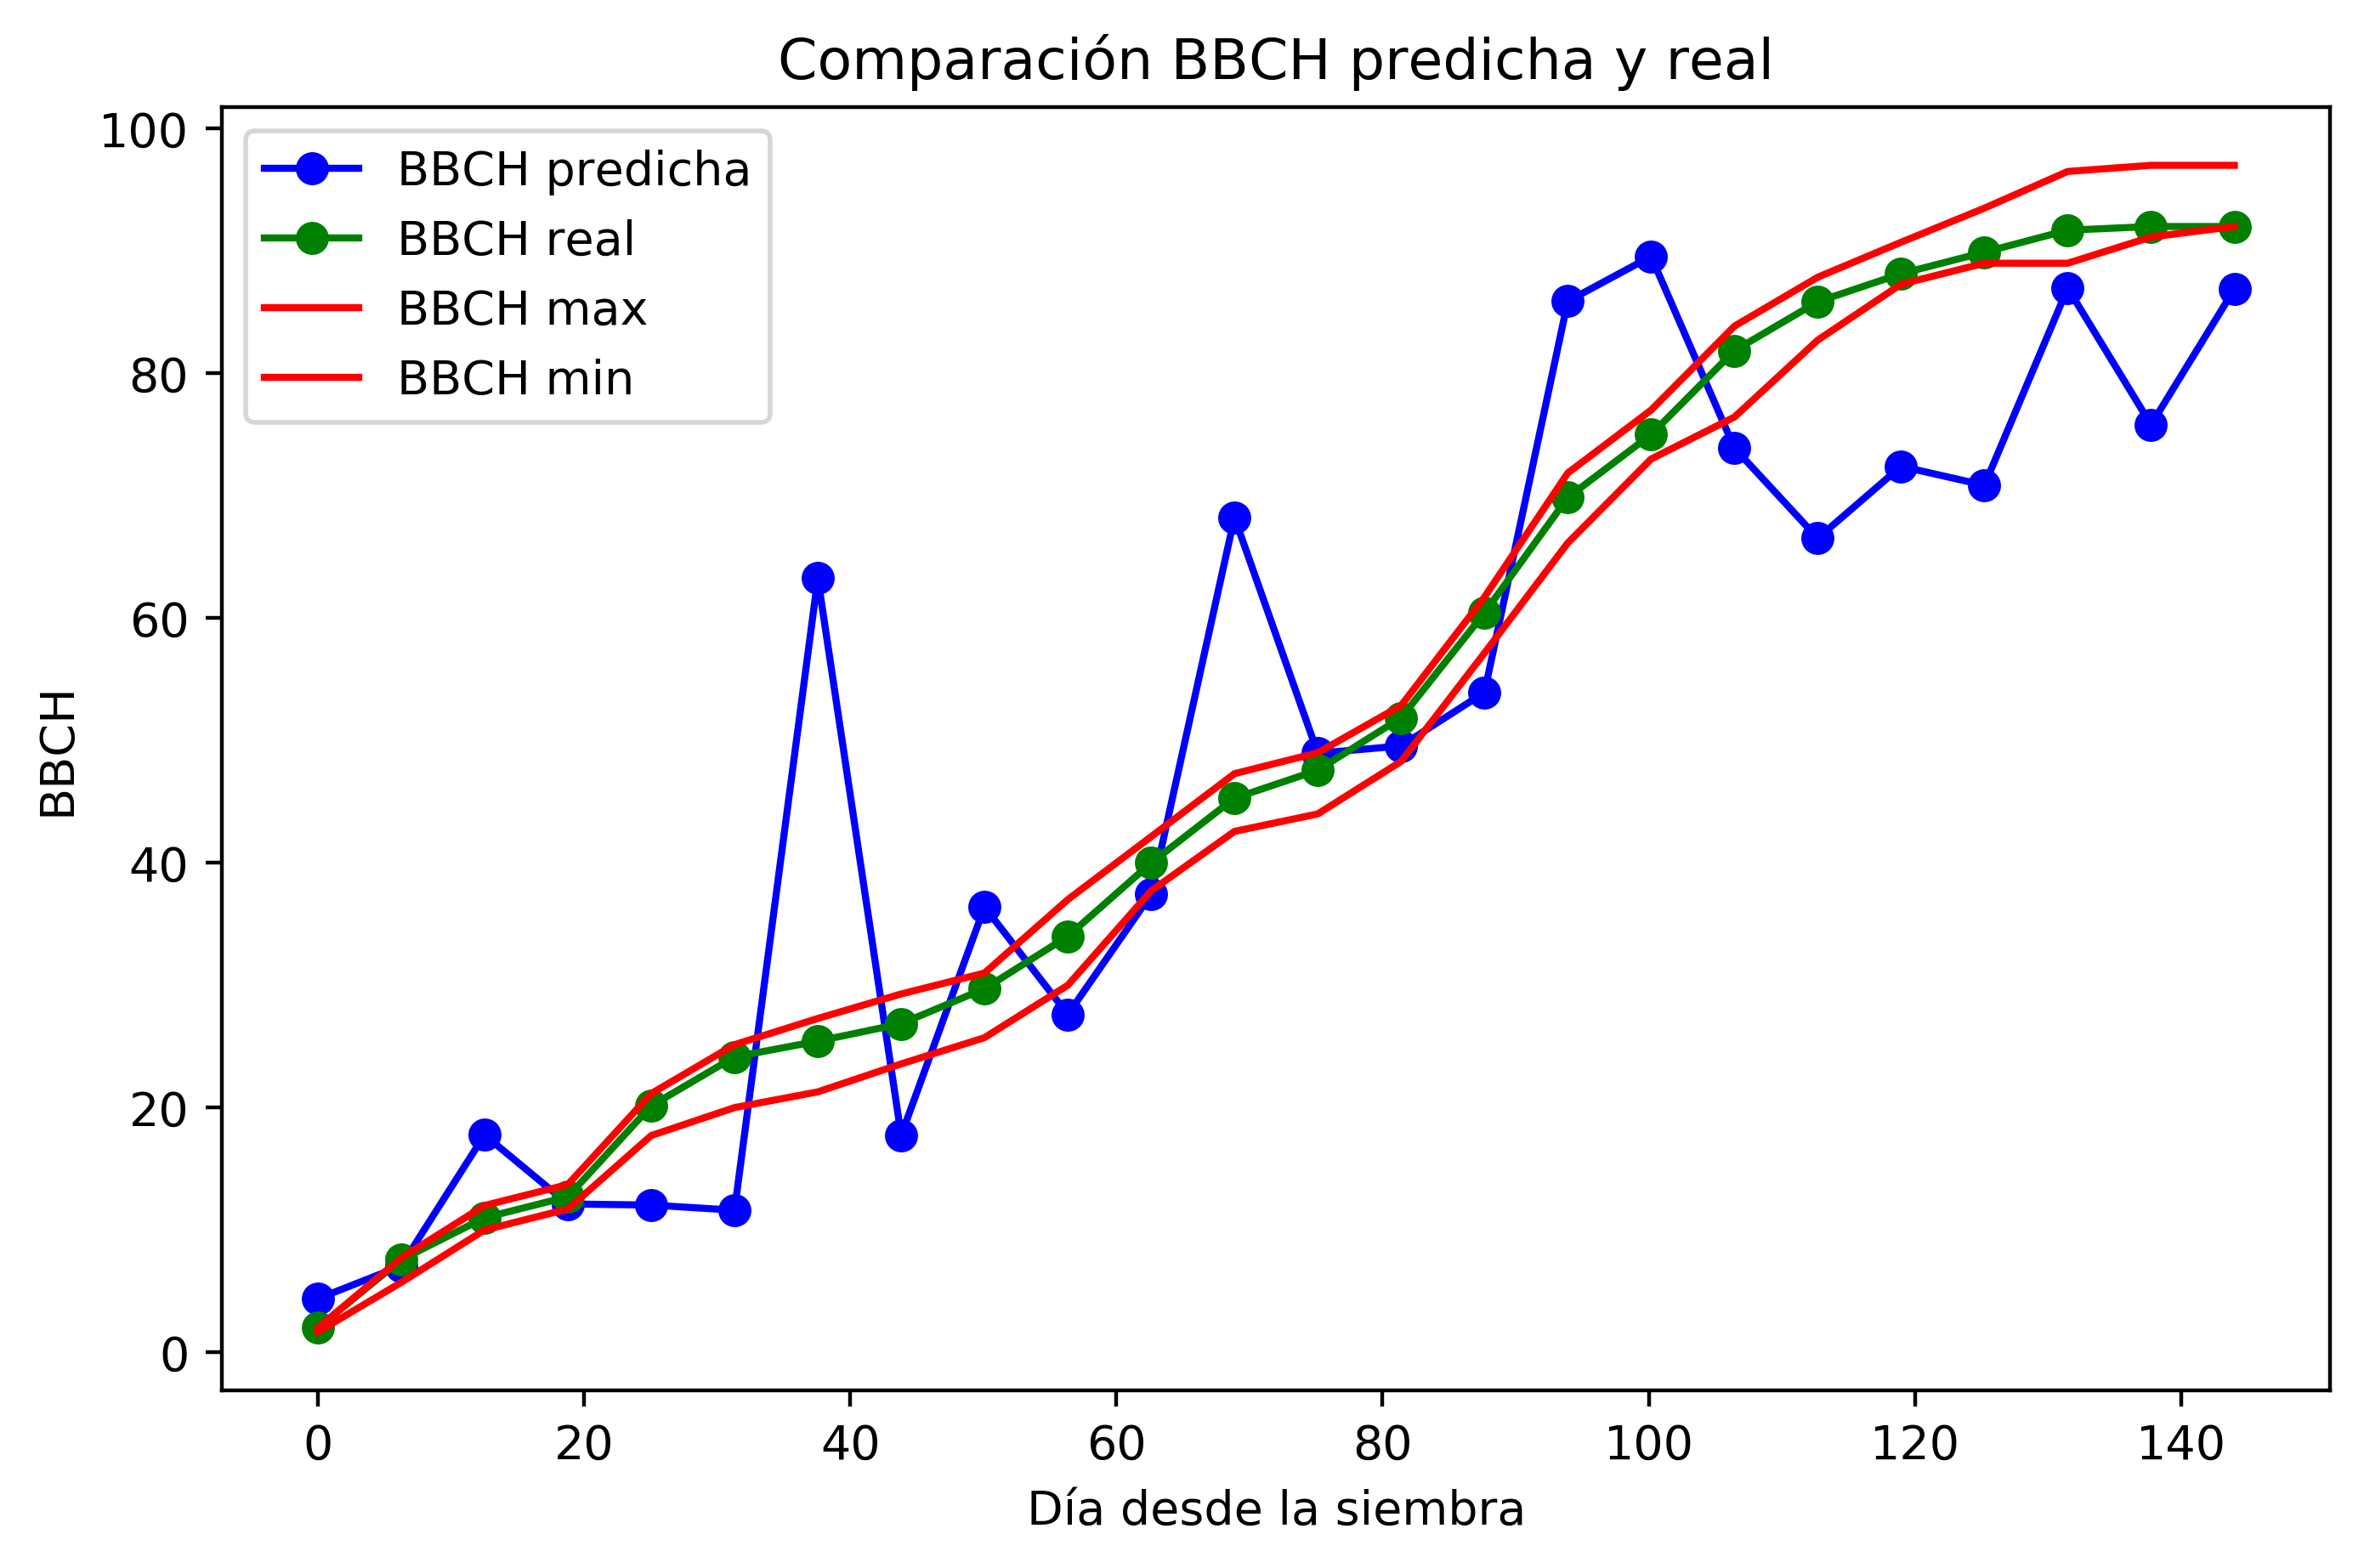 Comparación BBCH predicha y real
BBCH predicha
BBCH real
BBCH max
BBCH min
100
80
60
40
20
0
BBCH
0 20 40 60 80 100 120 140
Día desde la siembra